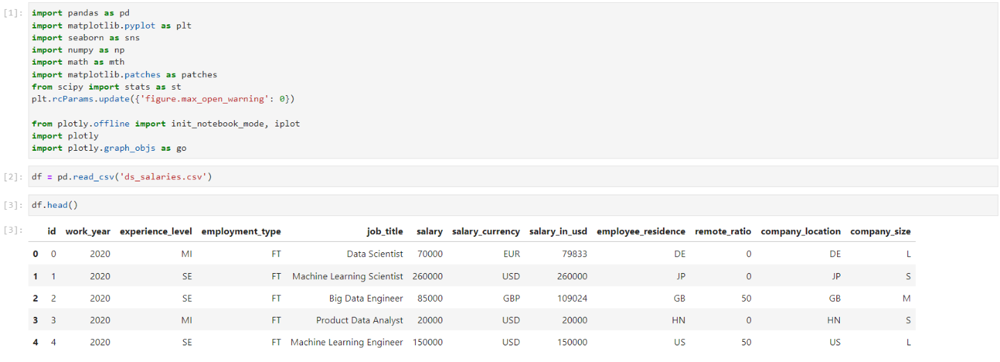 [1]: import pandas as pd
import matplotlib.pyplot as plt
import seaborn as sns
import numpy as np
import math as mth
import matplotlib.patches as patches
from scipy import stats as st
plt.rcParams.update({'figure.max_open_warning': 0})
from plotly.offline import init_notebook_mode, iplot
import plotly
import plotly.graph_objs as go
[2]: df = pd.read_csv('ds_salaries.csv')
[3]: df.head()
[3]: id work_year experience_level employment_type job_title salary salary_currency salary_in_usd employee_residence remote_ratio company_location company_size
0 0 2020 MI FT Data Scientist 70000 EUR 79833 DE 0 DE L
1 1 2020 SE FT Machine Learning Scientist 260000 USD 260000 JP 0 JP S
2 2 2020 SE FT Big Data Engineer 85000 GBP 109024 GB 50 GB M
3 3 2020 MI FT Product Data Analyst 20000 USD 20000 HN 0 HN S
4 4 2020 SE FT Machine Learning Engineer 150000 USD 150000 US 50 US L